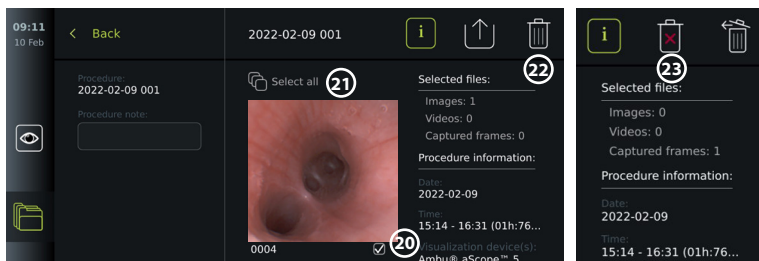 09:11
10 Feb
Back
Procedure:
2022-02-09 001
Procedure note:
2022-02-09 001
i
22
Select all
21
0004
20
Selected files:
Images: 1
Videos: 0
Captured frames: 0
Procedure information:
Date:
2022-02-09
Time:
15:14 - 16:31 (01h:76...
Visualization device(s):
Ambu® aScope™ 5
i
23
Selected files:
Images: 0
Videos: 0
Captured frames: 1
Procedure information:
Date:
2022-02-09
Time:
15:14 - 16:31 (01h:76...